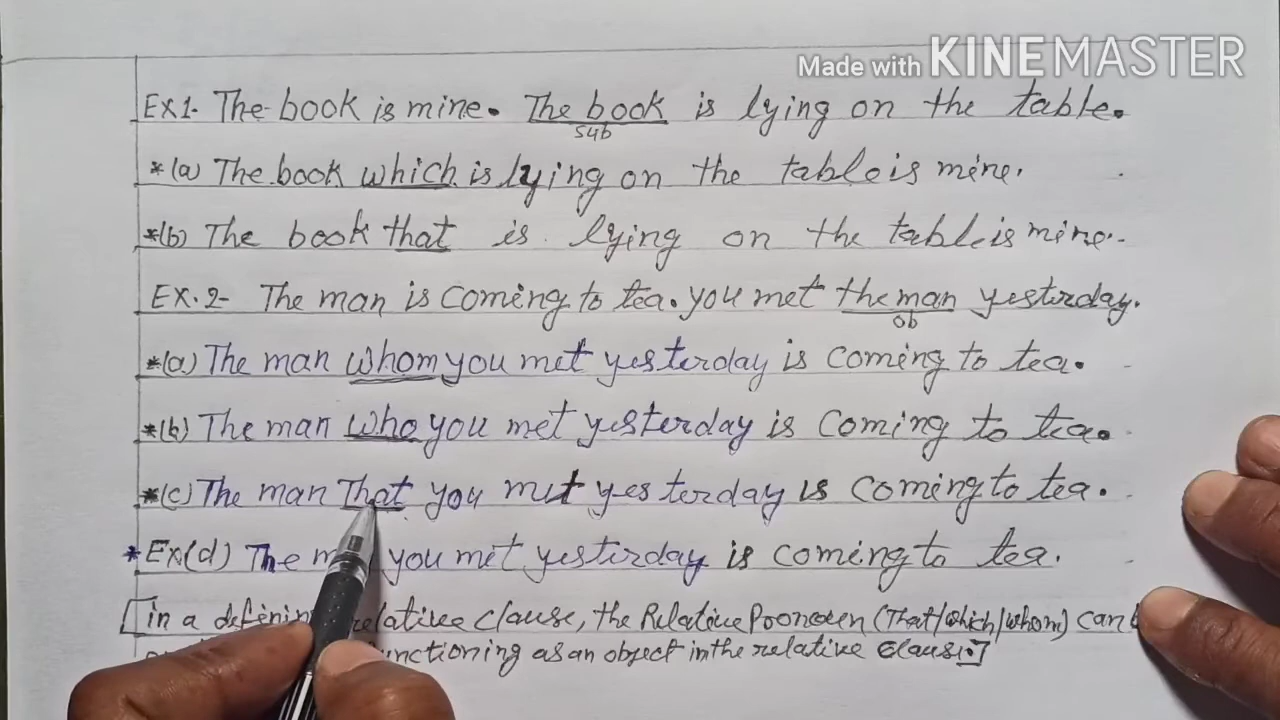 Made with KINEMASTER
Ex1. The book is mine. The book is lying on the table.
sub
*(a) The book which is lying on the table is mine.
*(b) The book that is lying on the table is mine.
Ex.2- The man is coming to tea. you met the man yesterday.
ob
*(a) The man whom you met yesterday is coming to tea.
*(b) The man who you met yesterday is coming to tea.
*(c) The man That you met yesterday is coming to tea.
*Ex(d) The you met yesterday is coming to tea.
[in a relative clause, the Relative Pronoun (That/which/whom) can
as an object in the relative clause.]